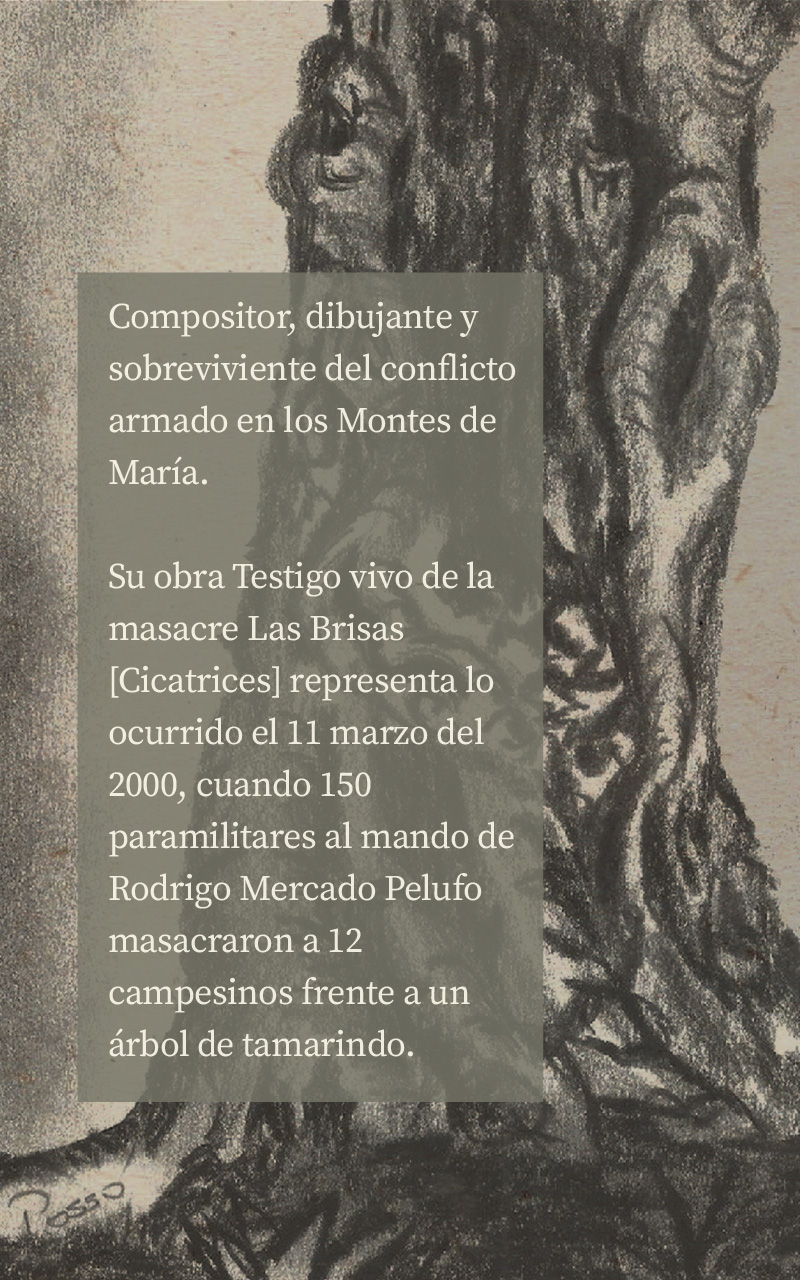 Compositor, dibujante y
sobreviviente del conflicto
armado en los Montes de
María.
Su obra Testigo vivo de la
masacre Las Brisas
[Cicatrices] representa lo
ocurrido el 11 marzo del
2000, cuando 150
paramilitares al mando de
Rodrigo Mercado Pelufo
masacraron a 12
campesinos frente a un
árbol de tamarindo.
Posso